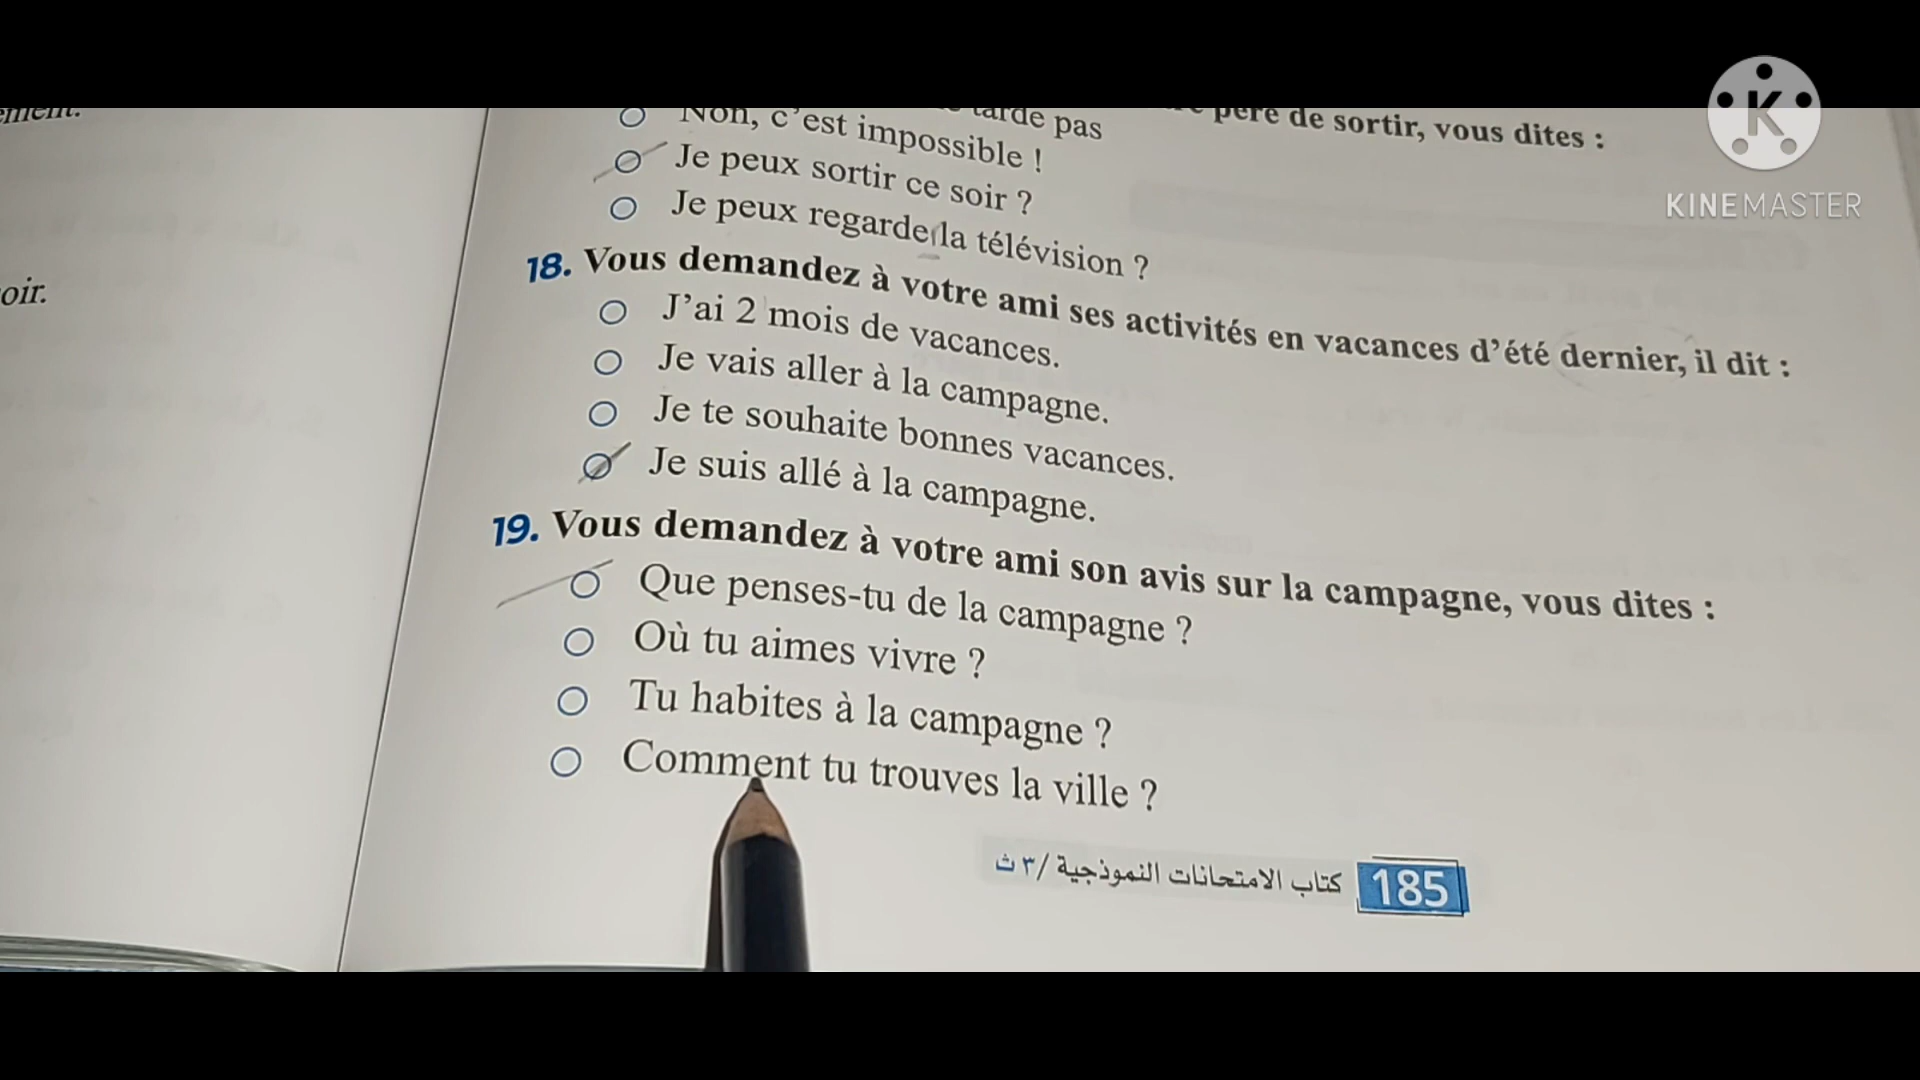 ement.
oir.
tarde pas
père de sortir, vous dites :
Non, c'est impossible !
Je peux sortir ce soir ?
Je peux regarde la télévision ?
18. Vous demandez à votre ami ses activités en vacances d'été dernier, il dit :
J'ai 2 mois de vacances.
Je vais aller à la campagne.
Je te souhaite bonnes vacances.
Je suis allé à la campagne.
19. Vous demandez à votre ami son avis sur la campagne, vous dites :
Que penses-tu de la campagne ?
Où tu aimes vivre ?
Tu habites à la campagne ?
Comment tu trouves la ville ?
185 كتاب الامتحانات النموذجية / ٣ ث
K
KINEMASTER